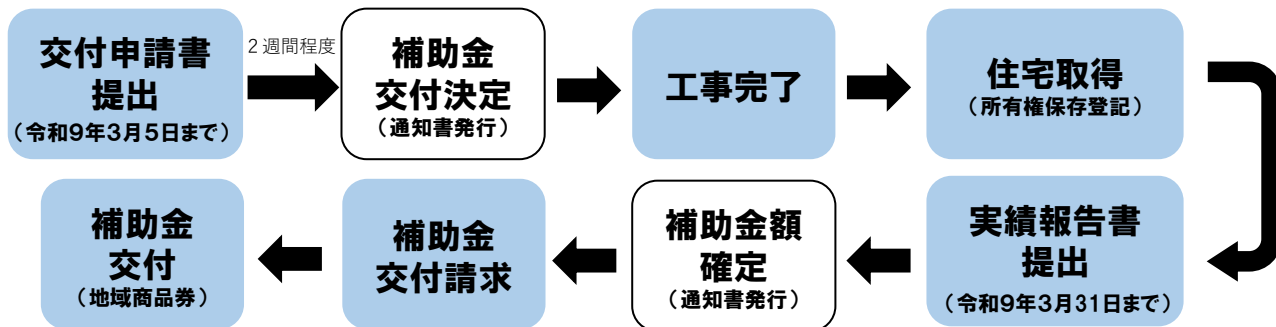 交付申請書
提出
（令和9年3月5日まで）
2週間程度
補助金
交付決定
（通知書発行）
工事完了
住宅取得
（所有権保存登記）
実績報告書
提出
（令和9年3月31日まで）
補助金額
確定
（通知書発行）
補助金
交付請求
補助金
交付
（地域商品券）